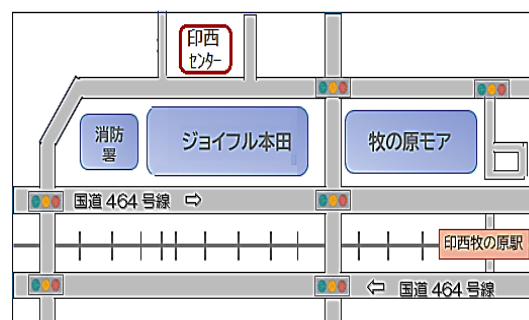 印西
センター
消防
署
ジョイフル本田
牧の原モア
国道464号線 ⇨
印西牧の原駅
⇦ 国道464号線